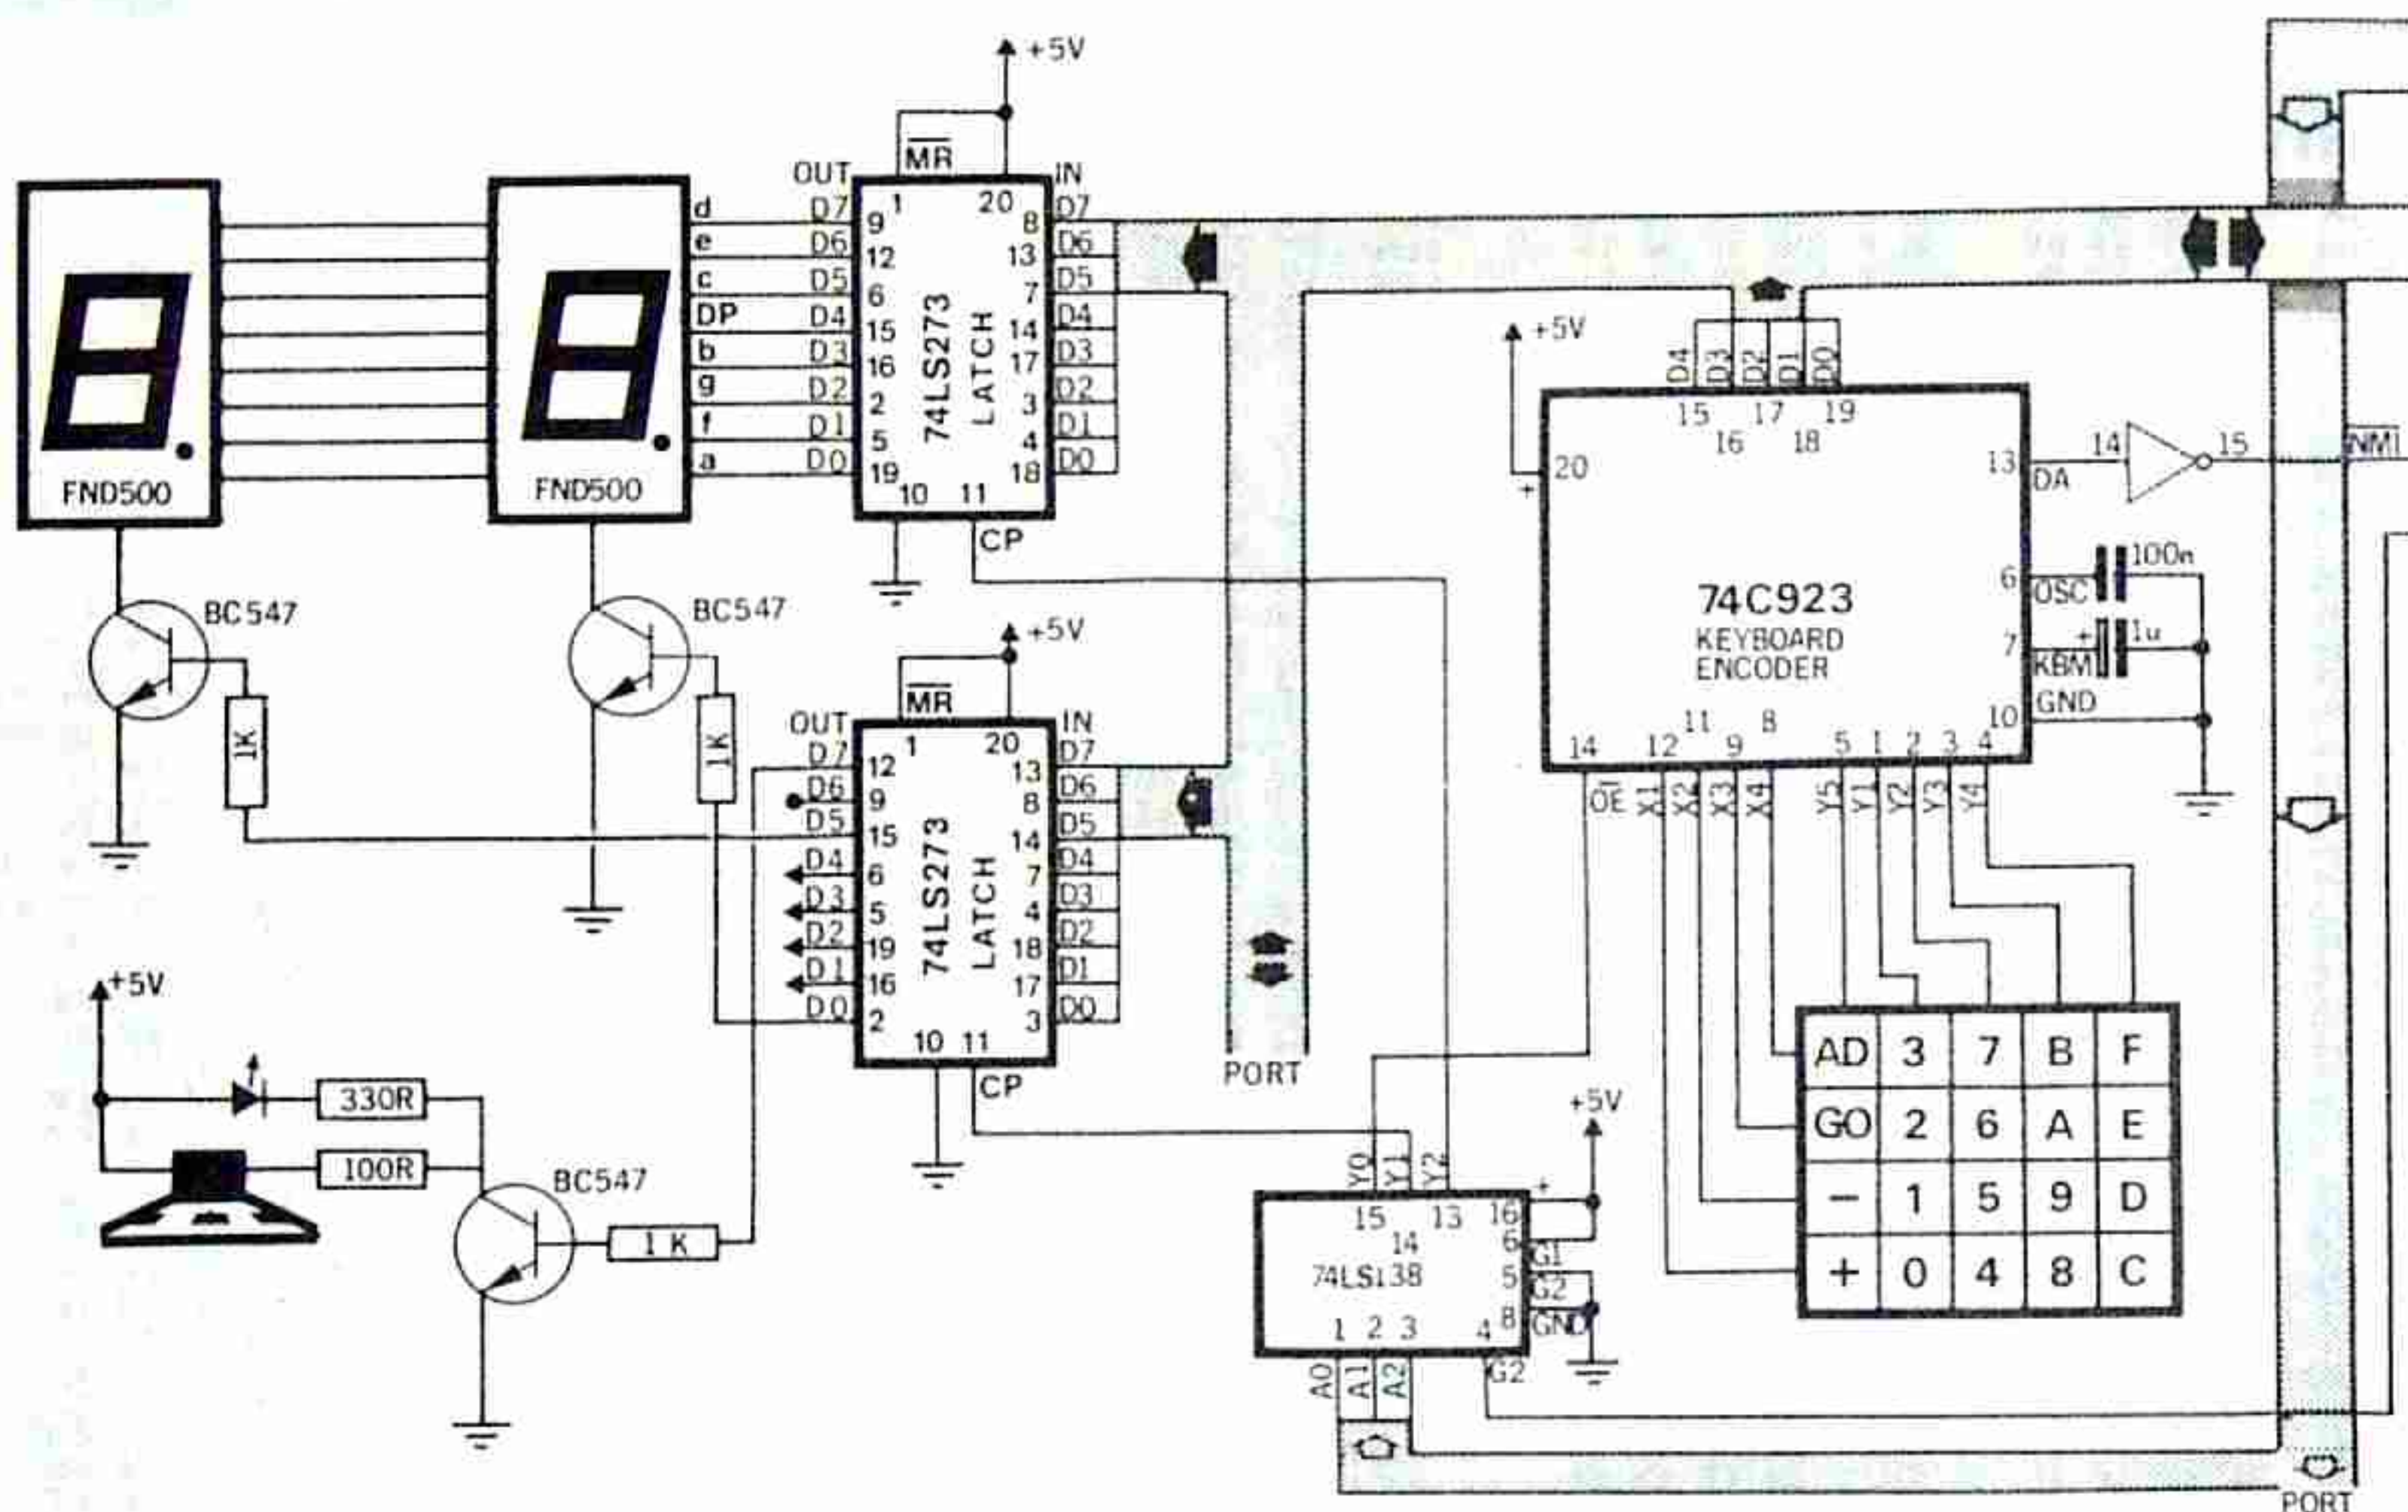 +5V
MR
OUT
IN
1 20
d D7 9 8 D7
e D6 12 13 D6
c D5 6 7 D5
DP D4 15 14 D4
b D3 16 17 D3
g D2 2 3 D2
f D1 5 4 D1
a D0 19 18 D0
74LS273
LATCH
10 11
CP
FND500
FND500
BC547
1K
BC547
1K
+5V
MR
OUT
IN
1 20
D7 12 13 D7
D6 9 8 D6
D5 15 14 D5
D4 6 7 D4
D3 5 4 D3
D2 19 18 D2
D1 16 17 D1
D0 2 3 D0
74LS273
LATCH
10 11
CP
PORT
+5V
330R
100R
BC547
1 K
+5V
20
+
D4 D3 D2 D1 D0
15 16 17 18 19
74C923
KEYBOARD
ENCODER
13 DA
14 15
NMI
6 OSC
100n
7 KBM
+ 1u
10 GND
14 12 11 9 8 5 1 2 3 4
OE X1 X2 X3 X4 Y5 Y1 Y2 Y3 Y4
AD 3 7 B F
GO 2 6 A E
− 1 5 9 D
+ 0 4 8 C
+5V
Y0 Y1 Y2
15 14 13 16 +
6 G1
74LS138
5 G2
8 GND
1 2 3 4
A0 A1 A2 G2
PORT